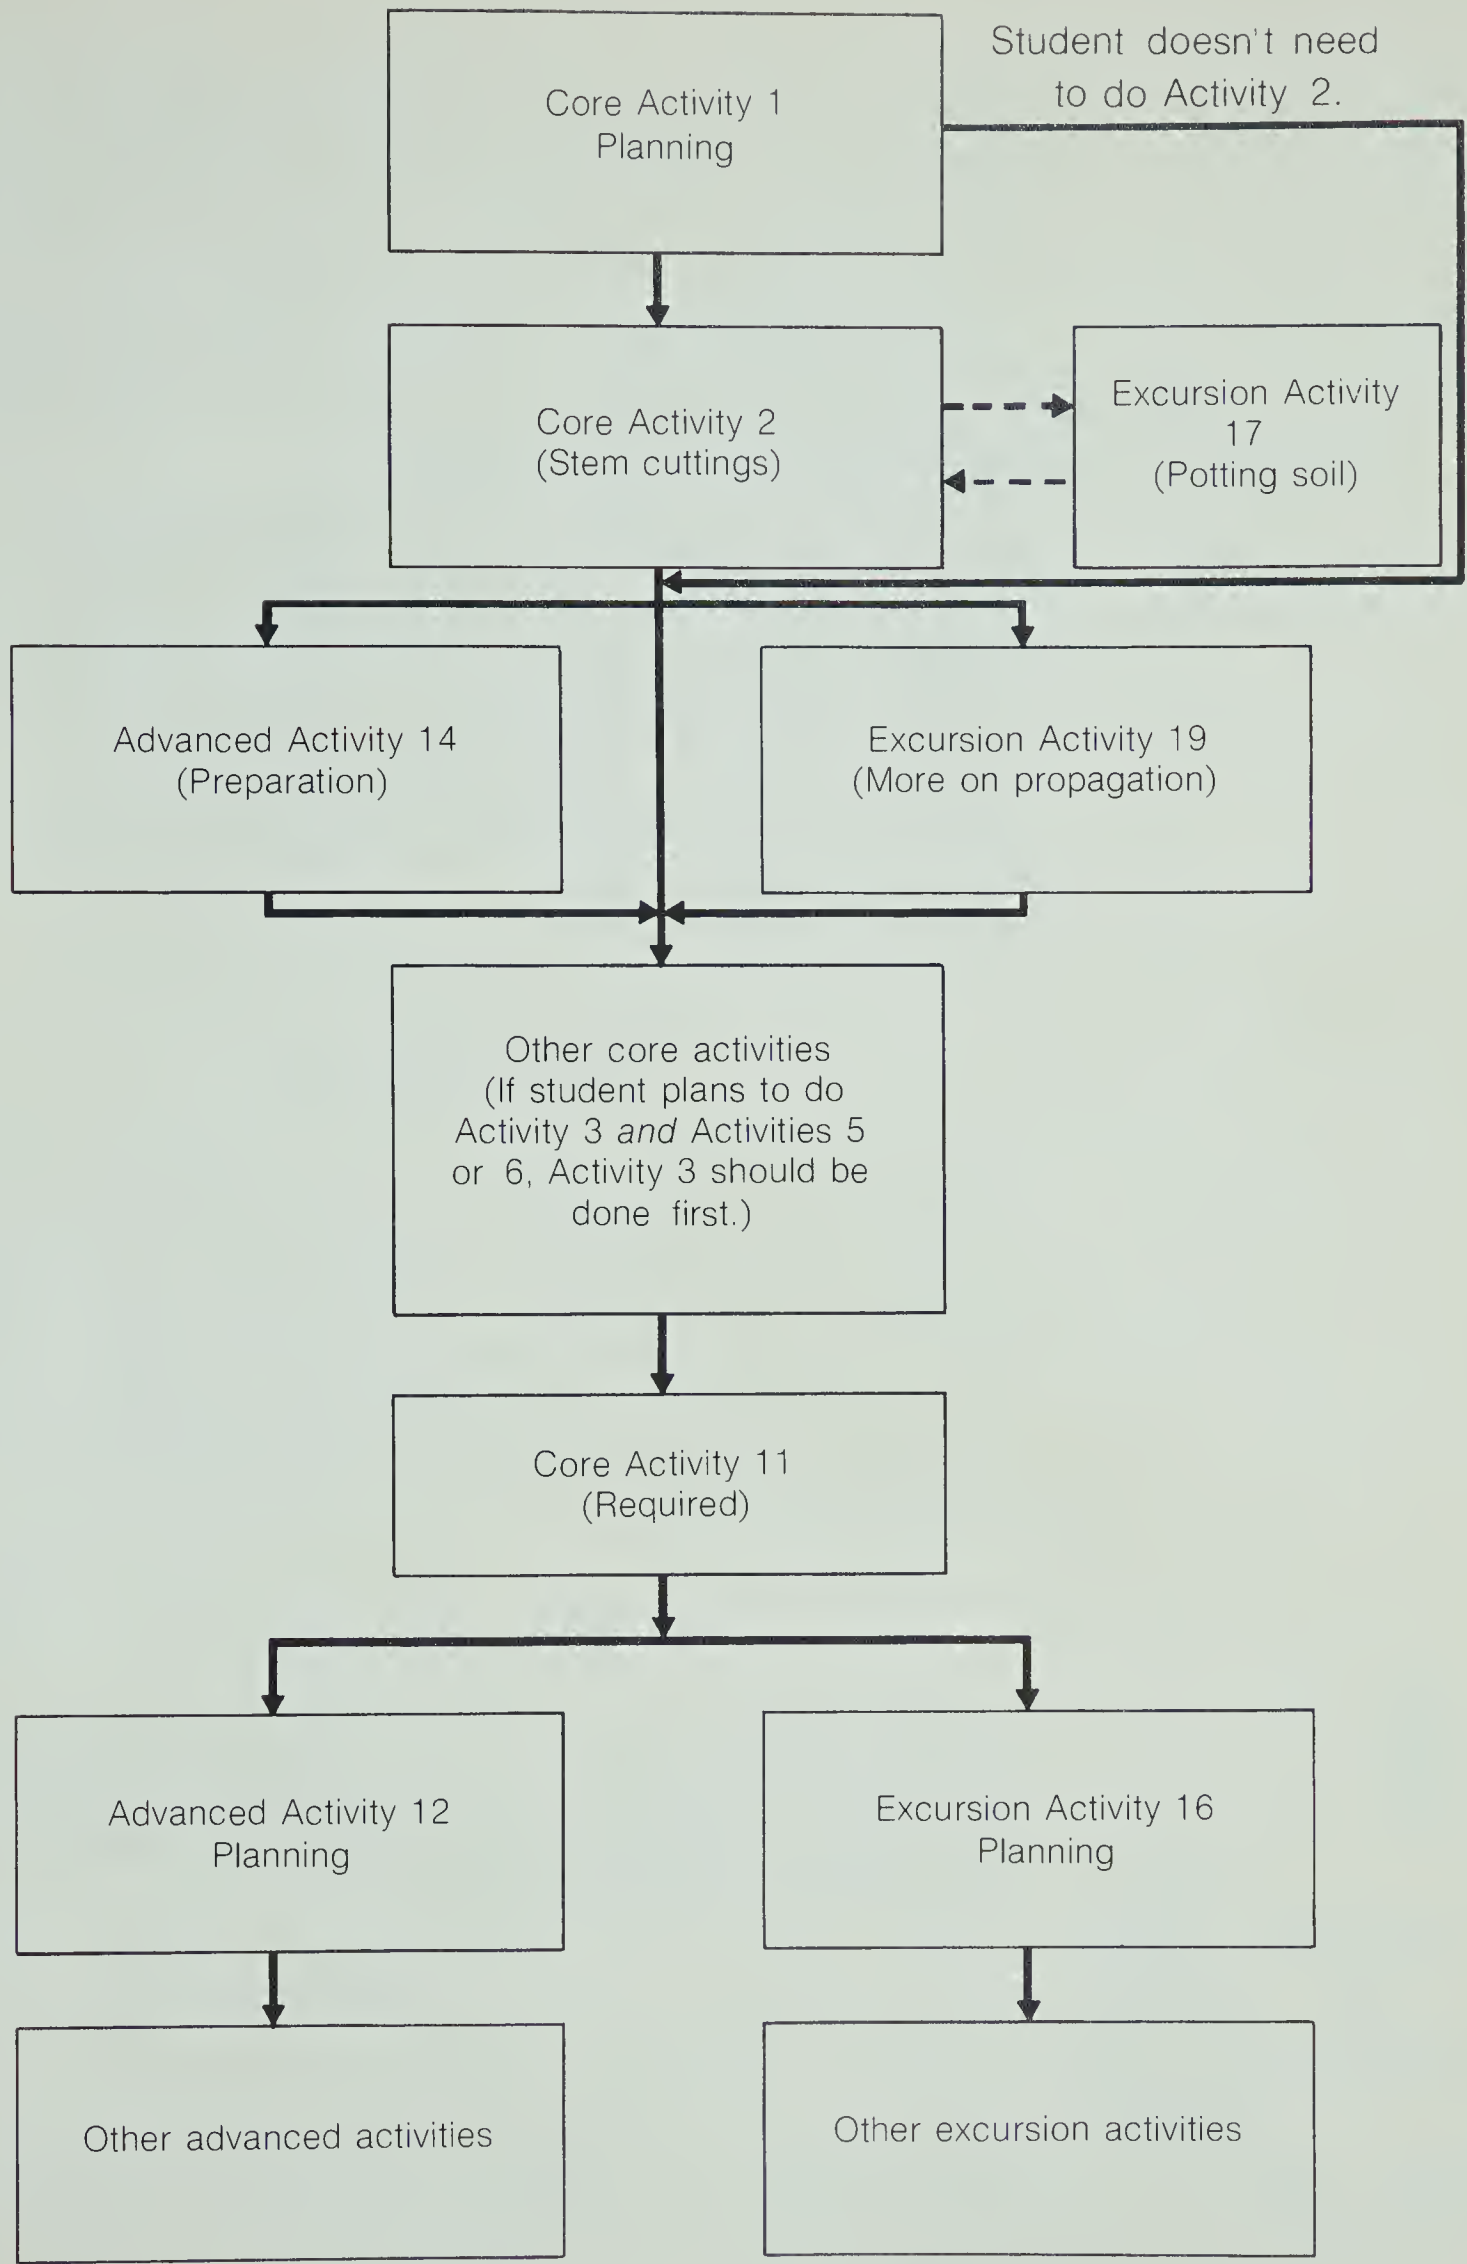 Student doesn't need
to do Activity 2.
Core Activity 1
Planning
Core Activity 2
(Stem cuttings)
Excursion Activity
17
(Potting soil)
Advanced Activity 14
(Preparation)
Excursion Activity 19
(More on propagation)
Other core activities
(If student plans to do
Activity 3 and Activities 5
or 6, Activity 3 should be
done first.)
Core Activity 11
(Required)
Advanced Activity 12
Planning
Excursion Activity 16
Planning
Other advanced activities
Other excursion activities